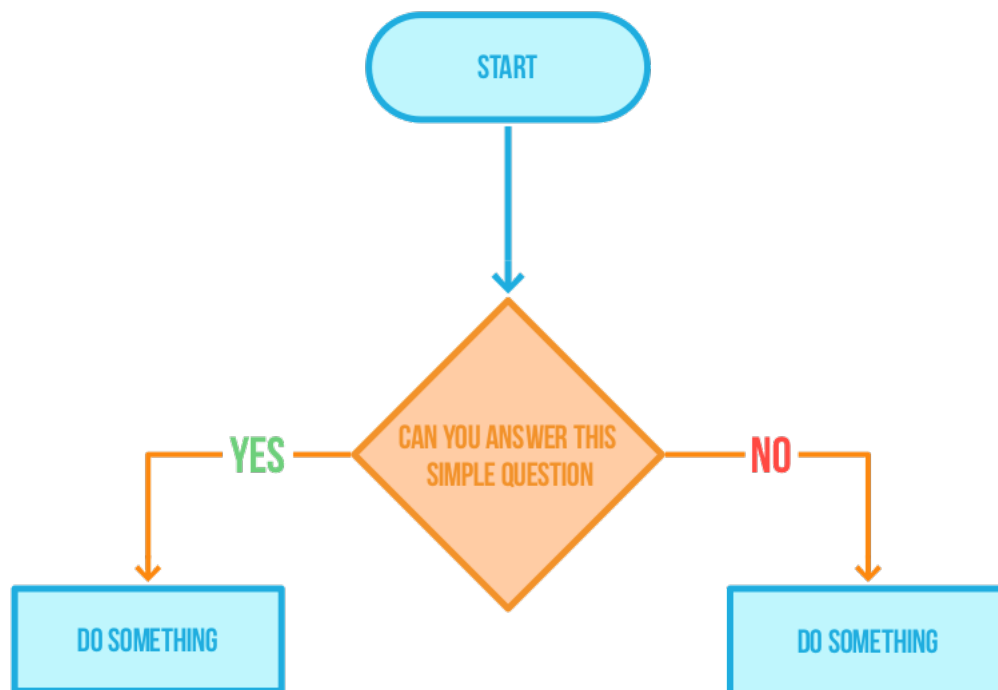 START
CAN YOU ANSWER THIS
SIMPLE QUESTION
YES
NO
DO SOMETHING
DO SOMETHING